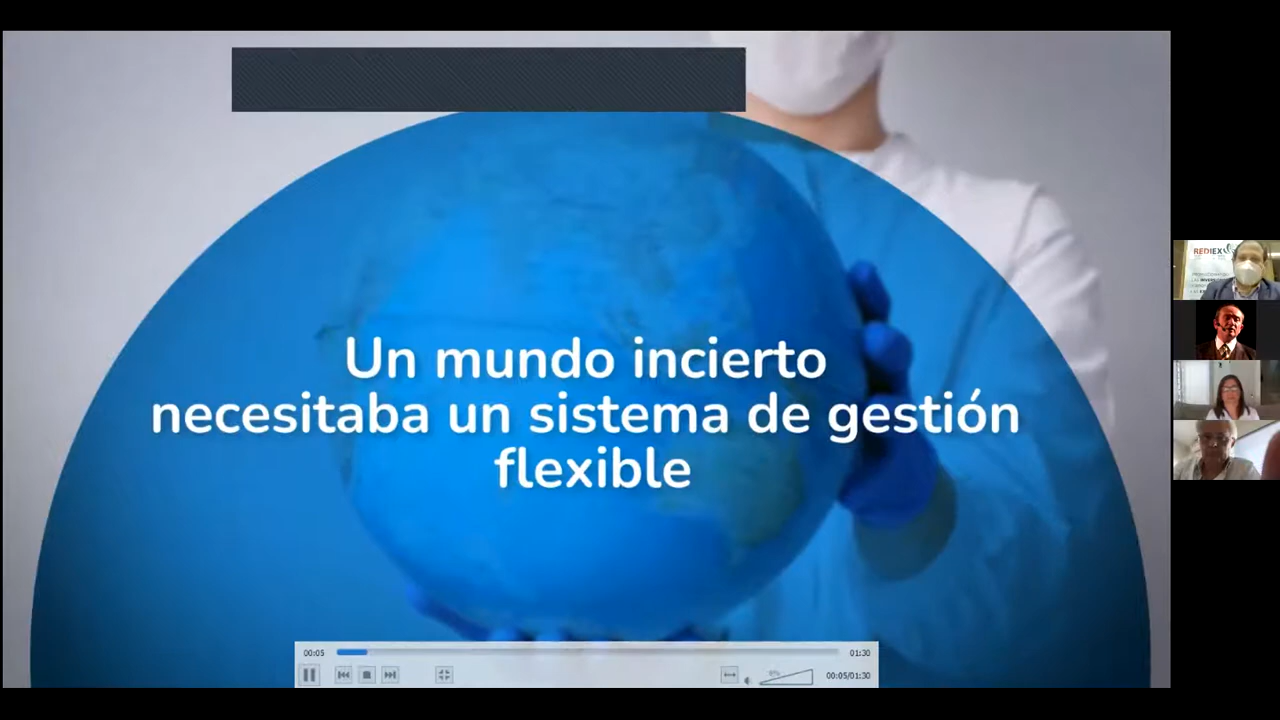 Un mundo incierto
necesitaba un sistema de gestión
flexible
00:05
01:30
00:05/01:30
REDIEX